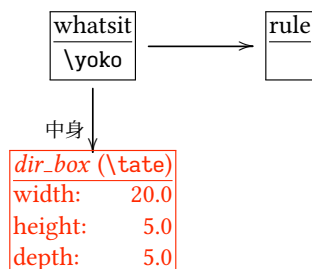 whatsit
\yoko
rule
中身
dir_box (\tate)
width: 20.0
height: 5.0
depth: 5.0